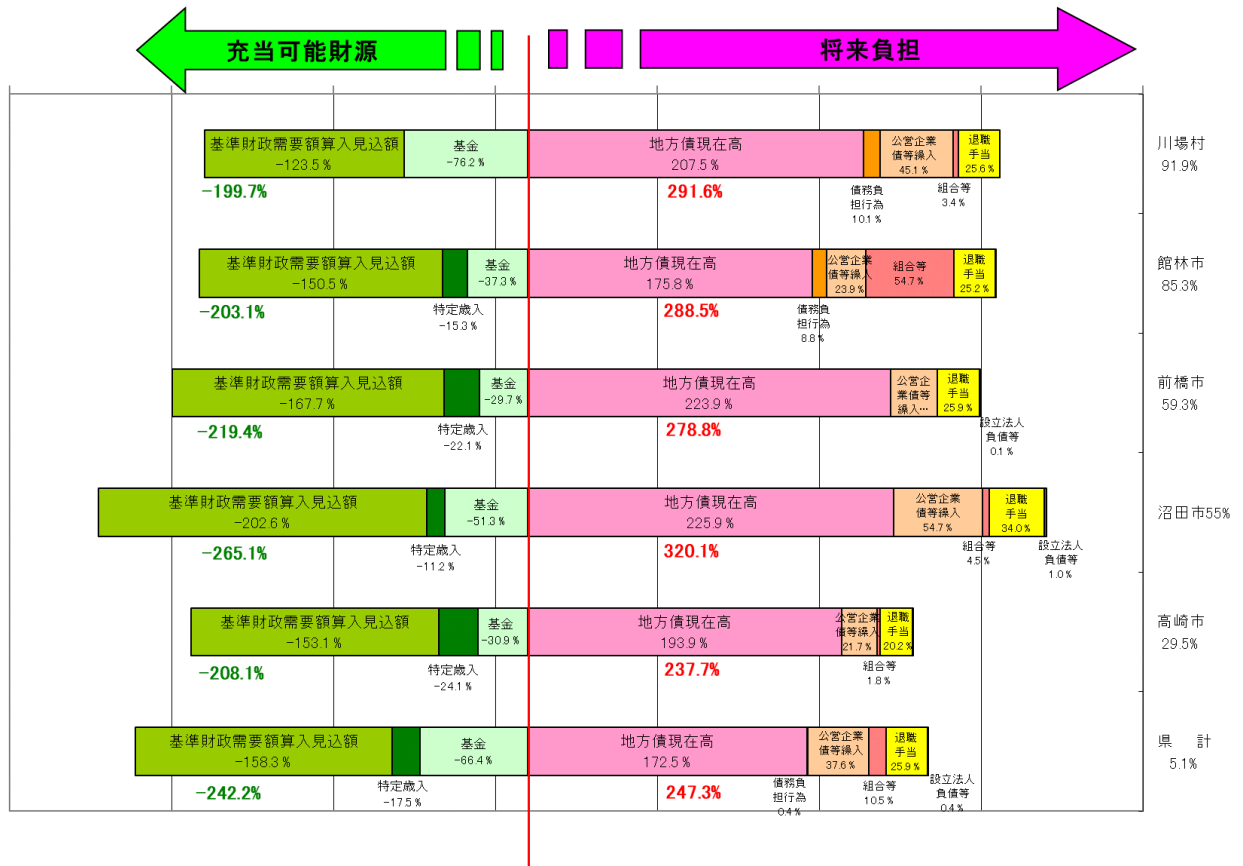 充当可能財源
将来負担
基準財政需要額算入見込額
-123.5%
基金
-76.2%
地方債現在高
207.5%
公営企業
債等繰入
45.1%
退職
手当
25.6%
川場村
91.9%
-199.7%
291.6%
債務負
担行為
10.1%
組合等
3.4%
基準財政需要額算入見込額
-150.5%
基金
-37.3%
地方債現在高
175.8%
公営企業
債等繰入
23.9%
組合等
54.7%
退職
手当
25.2%
館林市
85.3%
-203.1%
特定歳入
-15.3%
288.5%
債務負
担行為
8.8%
基準財政需要額算入見込額
-167.7%
基金
-29.7%
地方債現在高
223.9%
公営企
業債等
繰入…
退職
手当
25.9%
前橋市
59.3%
-219.4%
特定歳入
-22.1%
278.8%
設立法人
負債等
0.1%
基準財政需要額算入見込額
-202.6%
基金
-51.3%
地方債現在高
225.9%
公営企業
債等繰入
54.7%
退職
手当
34.0%
沼田市55%
-265.1%
特定歳入
-11.2%
320.1%
組合等
4.5%
設立法人
負債等
1.0%
基準財政需要額算入見込額
-153.1%
基金
-30.9%
地方債現在高
193.9%
公営企業
債等繰入
21.7%
退職
手当
20.2%
高崎市
29.5%
-208.1%
特定歳入
-24.1%
237.7%
組合等
1.8%
基準財政需要額算入見込額
-158.3%
基金
-66.4%
地方債現在高
172.5%
公営企業
債等繰入
37.6%
退職
手当
25.9%
県 計
5.1%
-242.2%
特定歳入
-17.5%
247.3%
債務負
担行為
0.4%
組合等
10.5%
設立法人
負債等
0.4%